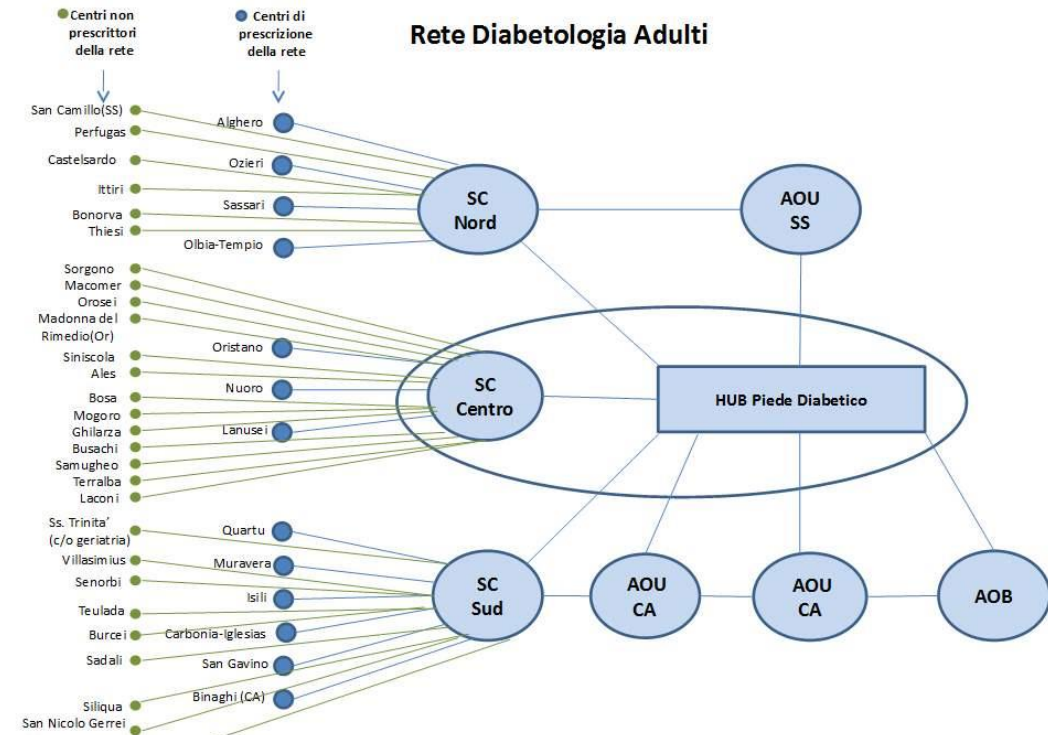 Centri non
prescrittori
della rete
Centri di
prescrizione
della rete
Rete Diabetologia Adulti
San Camillo(SS)
Perfugas
Castelsardo
Ittiri
Bonorva
Thiesi
Alghero
Ozieri
Sassari
Olbia-Tempio
SC
Nord
AOU
SS
Sorgono
Macomer
Orosei
Madonna del
Rimedio(Or)
Siniscola
Ales
Bosa
Mogoro
Ghilarza
Busachi
Samugheo
Terralba
Laconi
Oristano
Nuoro
Lanusei
SC
Centro
HUB Piede Diabetico
Ss. Trinita’
(c/o geriatria)
Villasimius
Senorbi
Teulada
Burcei
Sadali
Siliqua
San Nicolo Gerrei
Quartu
Muravera
Isili
Carbonia-Iglesias
San Gavino
Binaghi (CA)
SC
Sud
AOU
CA
AOU
CA
AOB